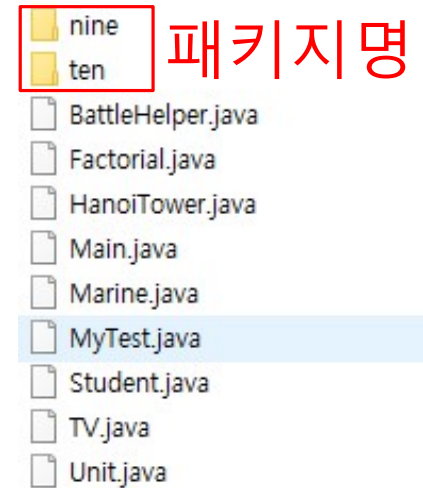 nine
ten
패키지명
BattleHelper.java
Factorial.java
HanoiTower.java
Main.java
Marine.java
MyTest.java
Student.java
TV.java
Unit.java